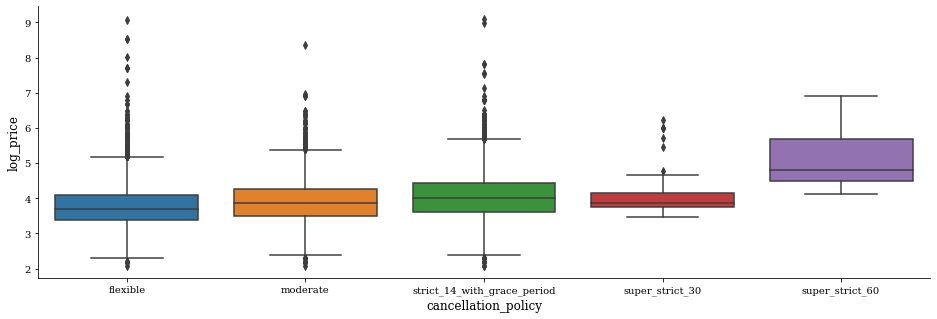 log_price
9
8
7
6
5
4
3
2
flexible
moderate
strict_14_with_grace_period
super_strict_30
super_strict_60
cancellation_policy